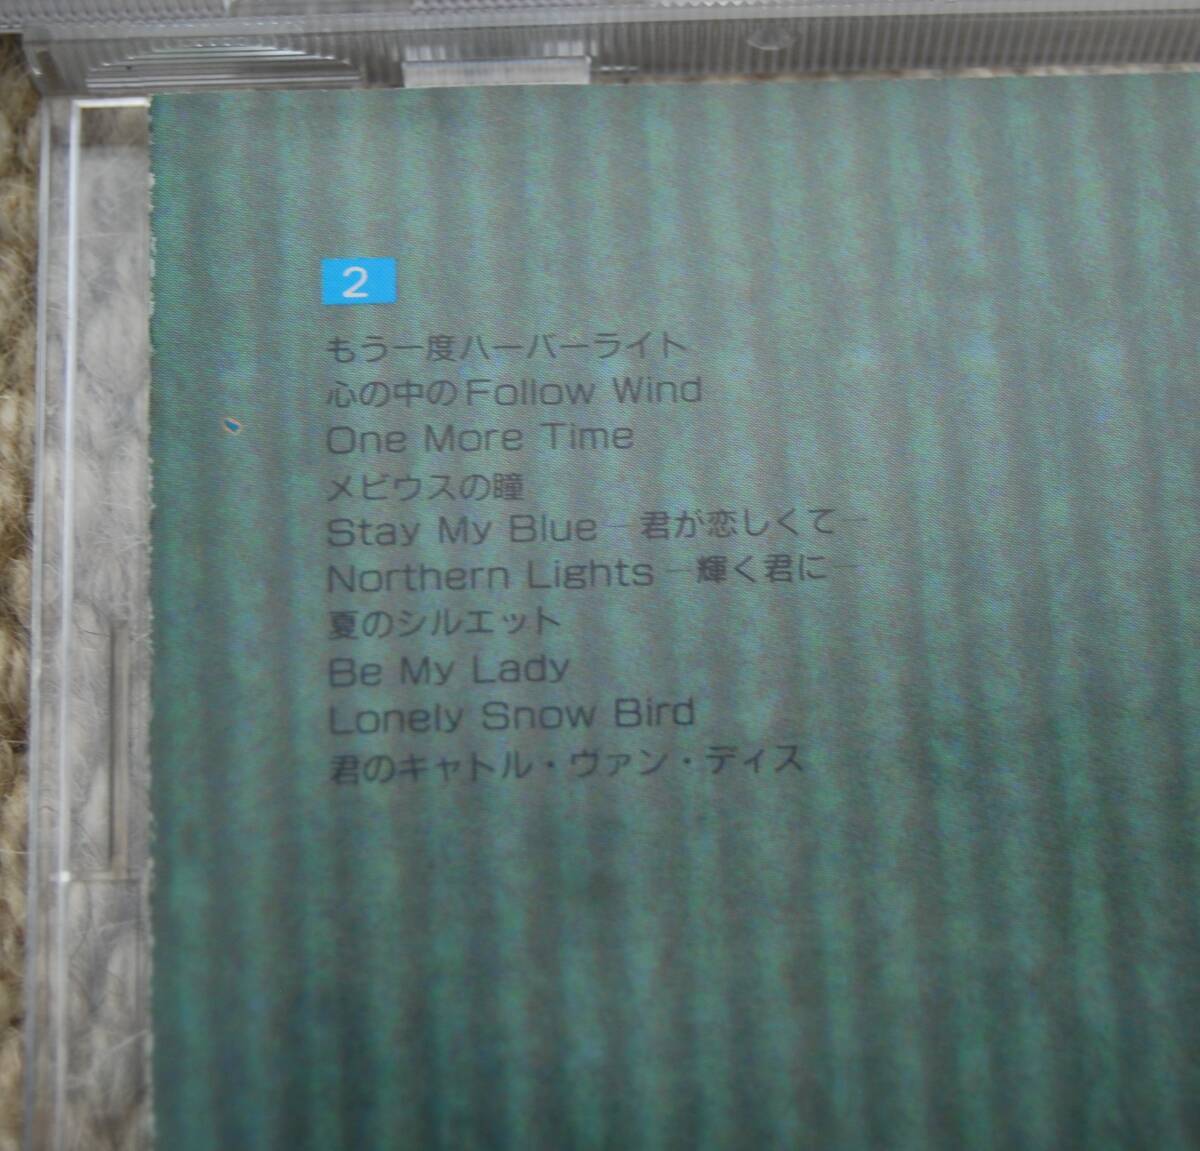 2
もう一度ハーバーライト
心の中のFollow Wind
One More Time
メビウスの瞳
Stay My Blue ―君が恋しくて―
Northern Lights ―輝く君に―
夏のシルエット
Be My Lady
Lonely Snow Bird
君のキャトル・ヴァン・ディス